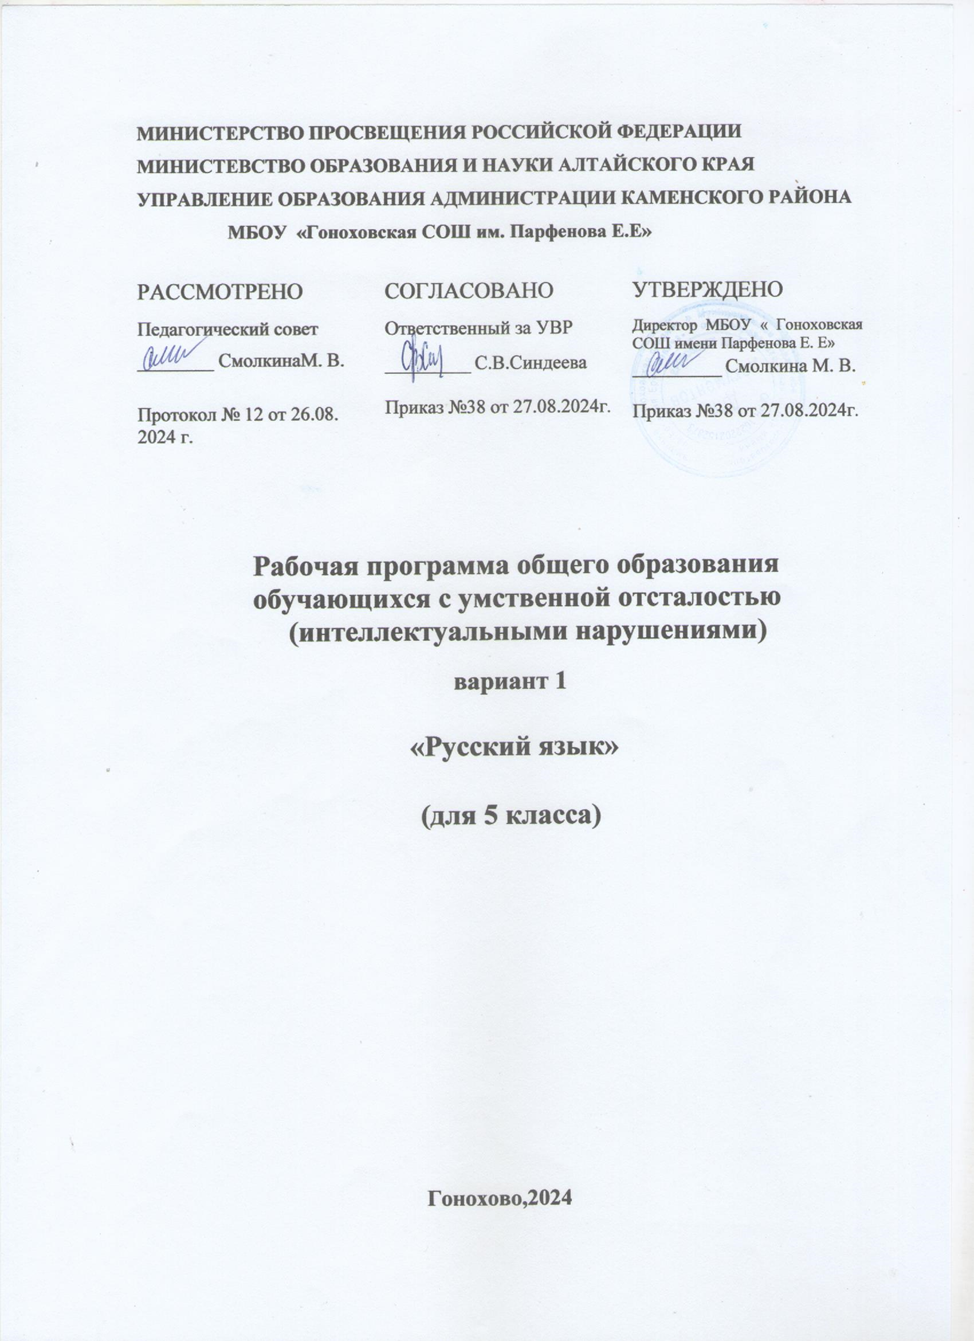 МИНИСТЕРСТВО ПРОСВЕЩЕНИЯ РОССИЙСКОЙ ФЕДЕРАЦИИ
МИНИСТЕВСТВО ОБРАЗОВАНИЯ И НАУКИ АЛТАЙСКОГО КРАЯ
УПРАВЛЕНИЕ ОБРАЗОВАНИЯ АДМИНИСТРАЦИИ КАМЕНСКОГО РАЙОНА
МБОУ «Гоноховская СОШ им. Парфенова Е.Е»
РАССМОТРЕНО
Педагогический совет
СмолкинаМ. В.
Протокол № 12 от 26.08.
2024 г.
СОГЛАСОВАНО
Ответственный за УВР
С.В.Синдеева
Приказ №38 от 27.08.2024г.
УТВЕРЖДЕНО
Директор МБОУ « Гоноховская
СОШ имени Парфенова Е. Е»
Смолкина М. В.
Приказ №38 от 27.08.2024г.
Рабочая программа общего образования
обучающихся с умственной отсталостью
(интеллектуальными нарушениями)
вариант 1
«Русский язык»
(для 5 класса)
Гонохово,2024